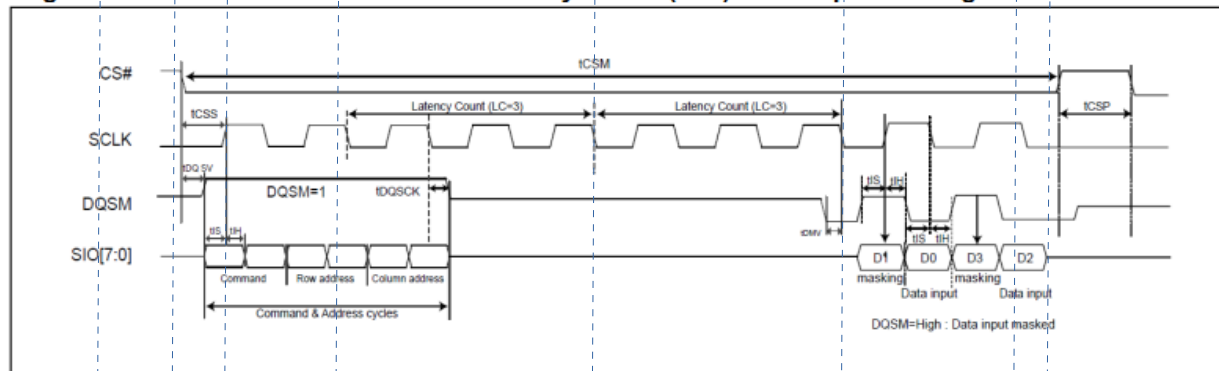 tCSM
CS#
tCSS
Latency Count (LC=3)
Latency Count (LC=3)
tCSP
SCLK
tDQSV
DQSM=1
tDQSCK
tIS
tIH
DQSM
tDMV
tIS
tIH
tIS
tIH
SIO[7:0]
D1
D0
D3
D2
Command
Row address
Column address
masking
masking
Data input
Data input
Command & Address cycles
DQSM=High : Data input masked